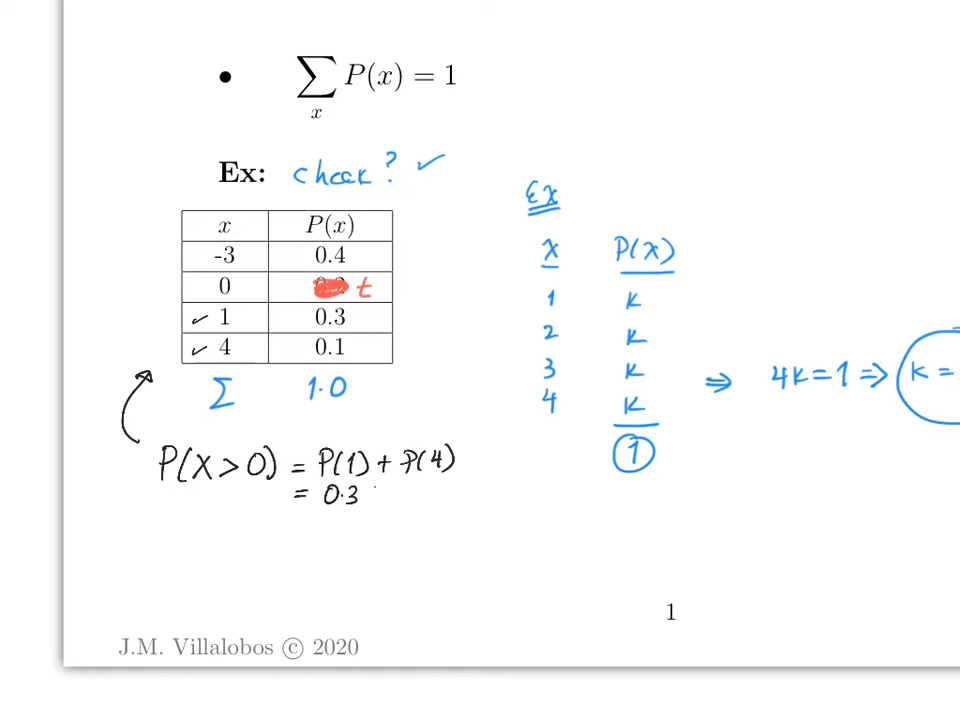 • ∑ₓ P(x) = 1
Ex: check? ✓
x P(x)
-3 0.4
0 t
✓ 1 0.3
✓ 4 0.1
Σ 1.0
P(X>0) = P(1) + P(4)
= 0.3
Ex
x P(x)
1 k
2 k
3 k
4 k
1
⇒ 4k=1 ⇒ k =
1
J.M. Villalobos © 2020